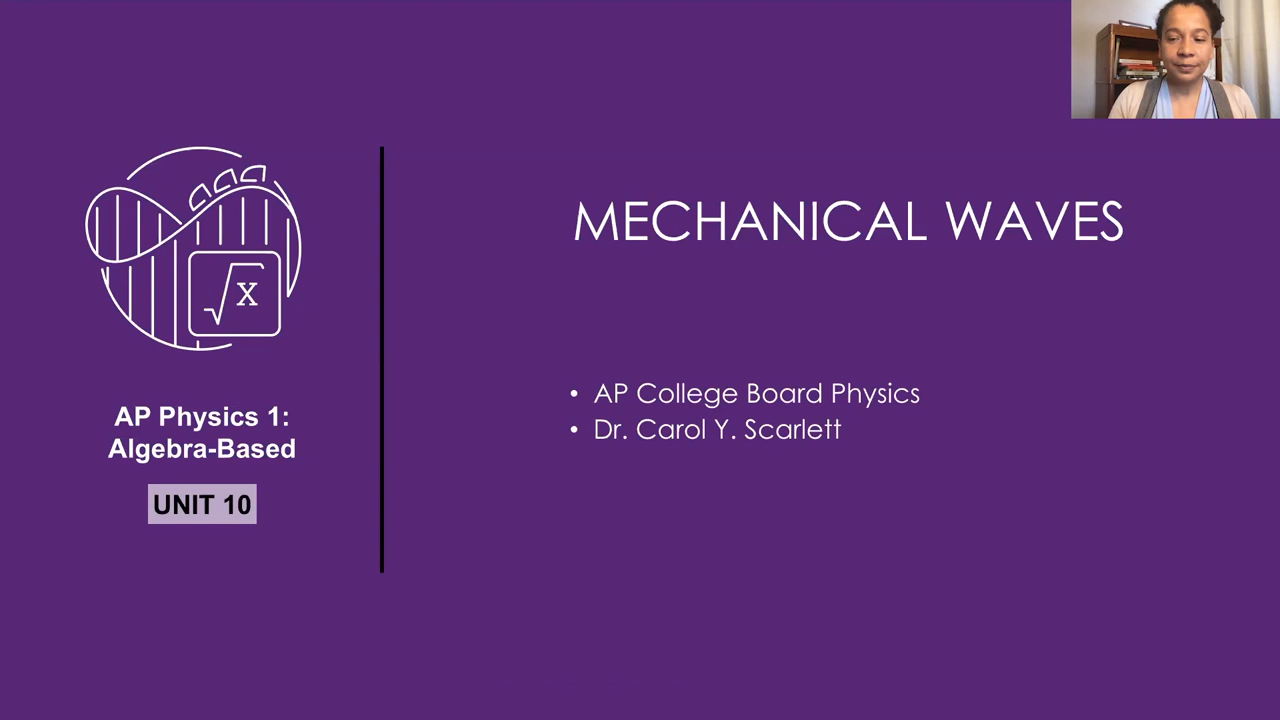 √x
AP Physics 1:
Algebra-Based
UNIT 10
MECHANICAL WAVES
• AP College Board Physics
• Dr. Carol Y. Scarlett